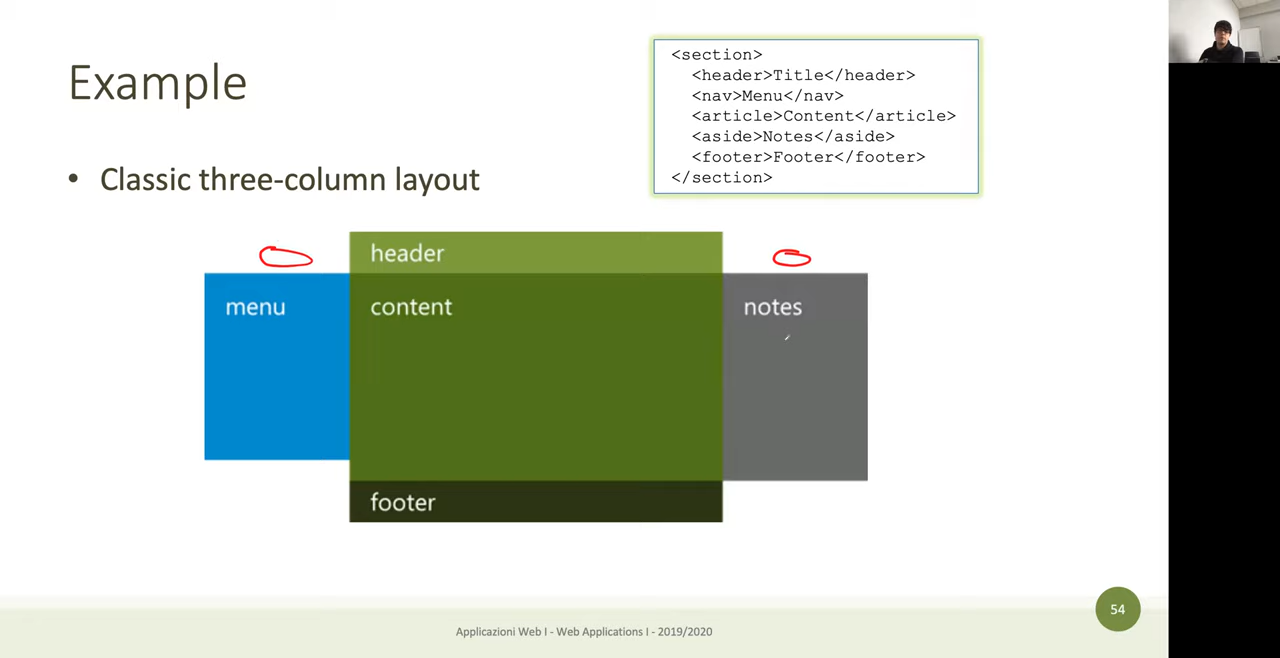 Example
<section>
<header>Title</header>
<nav>Menu</nav>
<article>Content</article>
<aside>Notes</aside>
<footer>Footer</footer>
</section>
• Classic three-column layout
header
menu
content
notes
footer
54
Applicazioni Web I - Web Applications I - 2019/2020